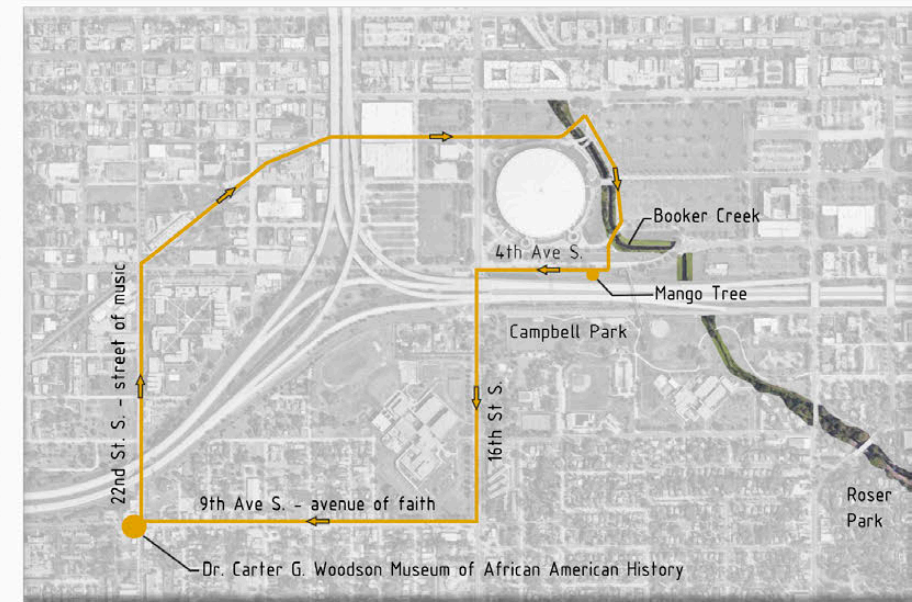 Booker Creek
4th Ave S.
Mango Tree
Campbell Park
22nd St. S. - street of music
16th St S.
9th Ave S. - avenue of faith
Roser
Park
Dr. Carter G. Woodson Museum of African American History